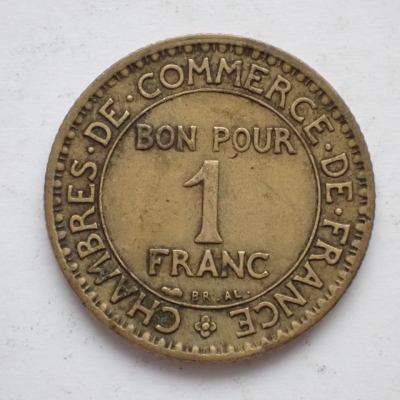 CHAMBRES·DE·COMMERCE·DE·FRANCE
BON POUR
1
FRANC
BR.AL.